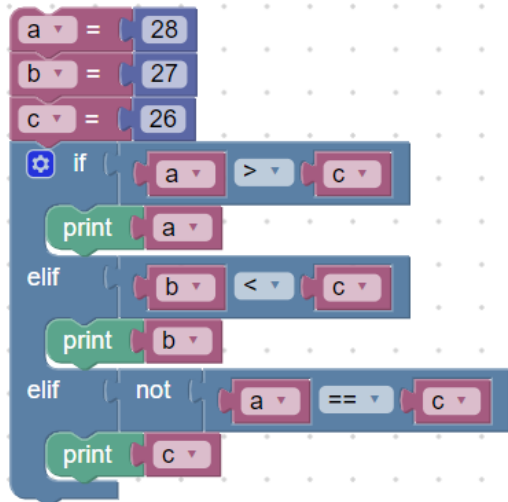 a = 28
b = 27
c = 26
if a > c
print a
elif b < c
print b
elif not a == c
print c